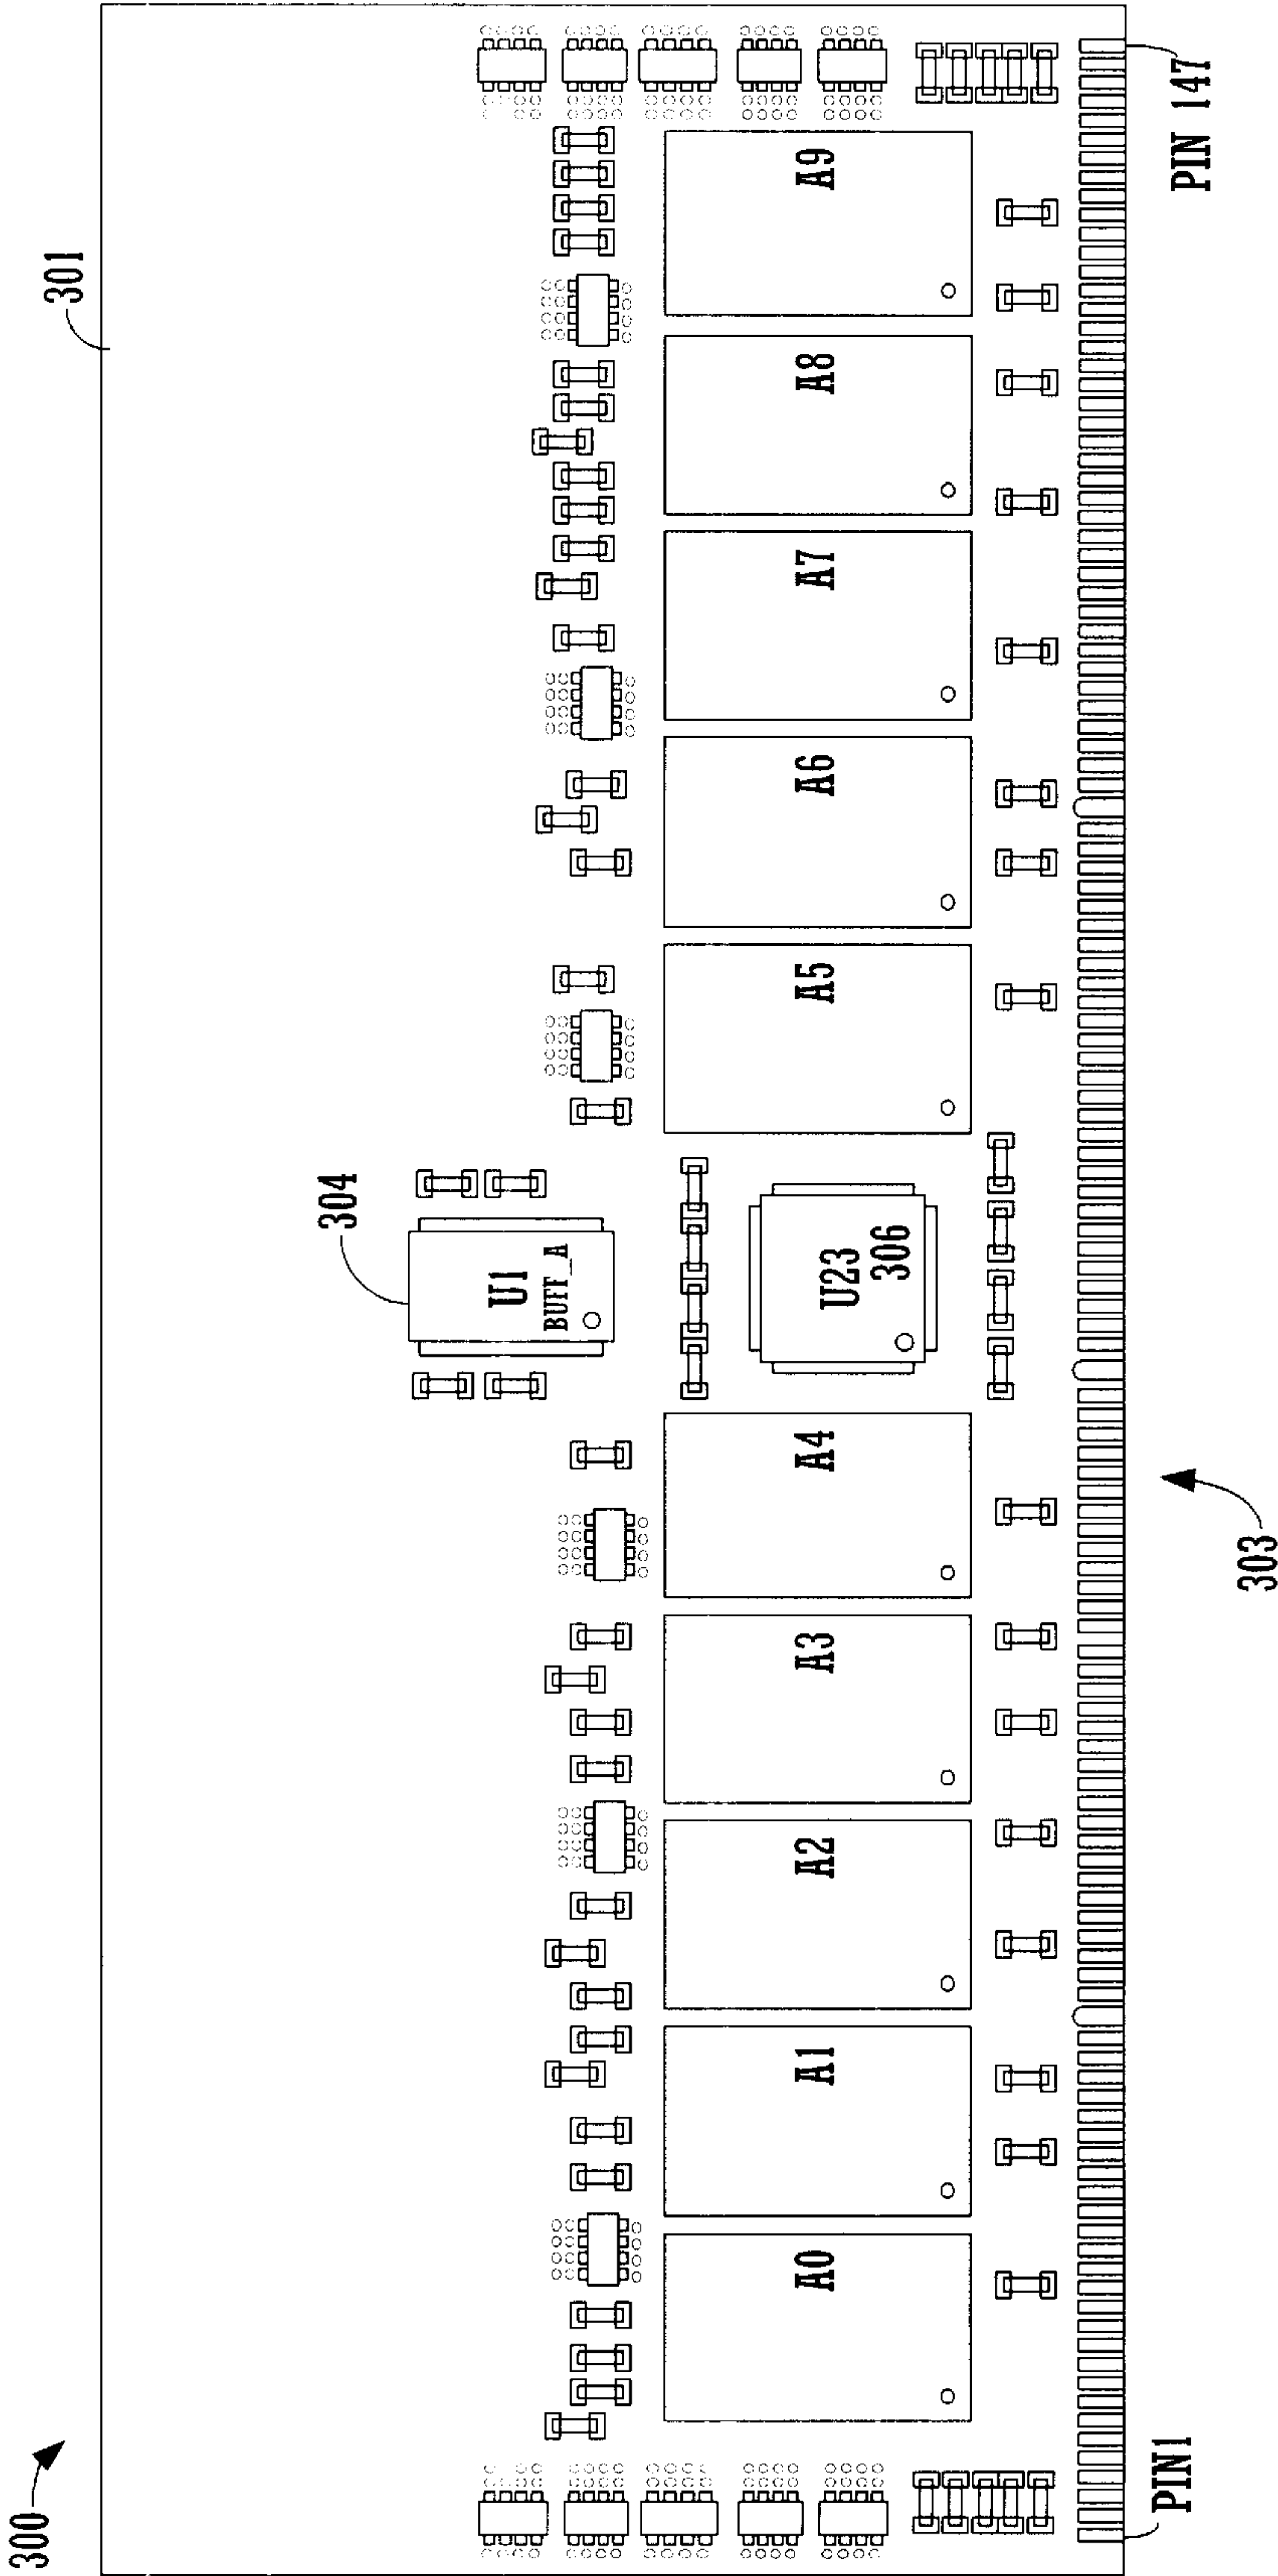 300
301
304
U1
BUFF_A
A0
A1
A2
A3
A4
U23
306
A5
A6
A7
A8
A9
PIN1
303
PIN 147